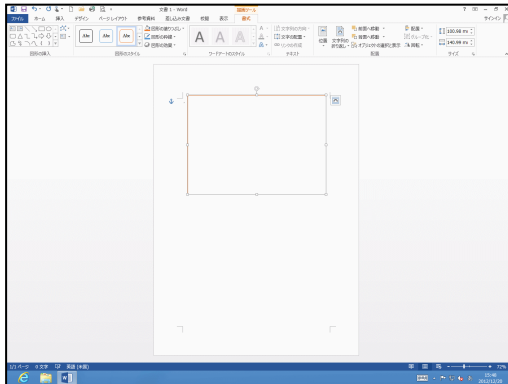 文書 1 - Word
描画ツール
サインイン
ファイル ホーム 挿入 デザイン ページ レイアウト 参考資料 差し込み文書 校閲 表示 書式
Abc Abc Abc
図形の塗りつぶし
図形の枠線
図形の効果
A A A
文字列の方向
文字の配置
リンクの作成
位置 文字列の折り返し
前面へ移動
背面へ移動
オブジェクトの選択と表示
配置
グループ化
回転
100.98 mm
140.99 mm
図形の挿入 図形のスタイル ワードアートのスタイル テキスト 配置 サイズ
1/1 ページ 0 文字 英語 (米国) 72%
15:48
2012/12/20